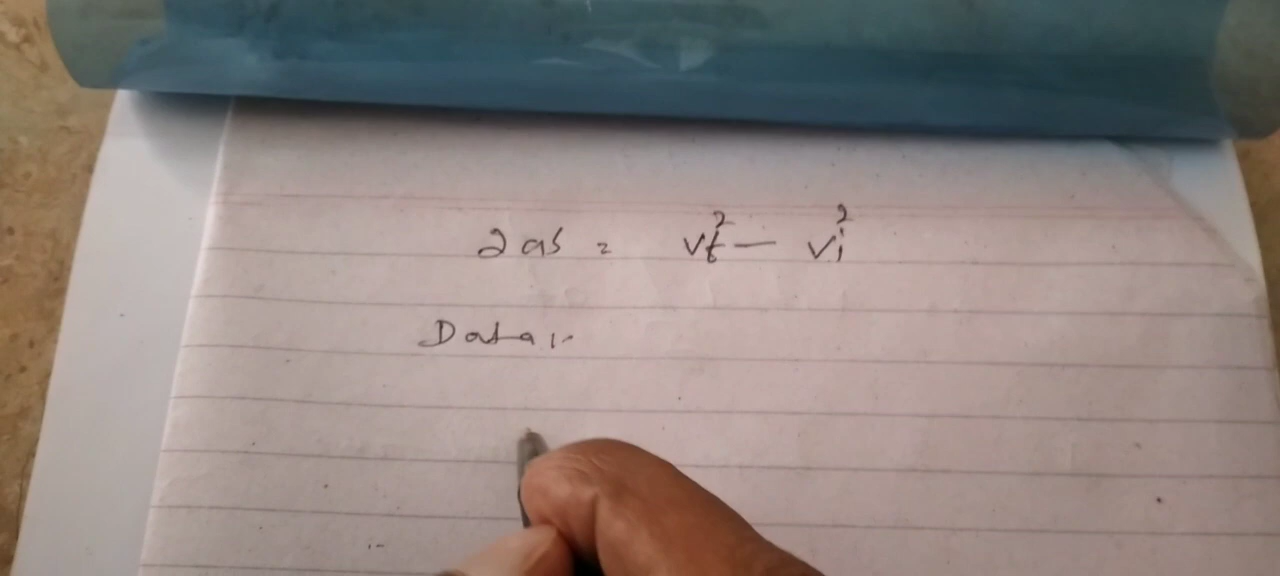 2as = vf² - vi²
Data:-